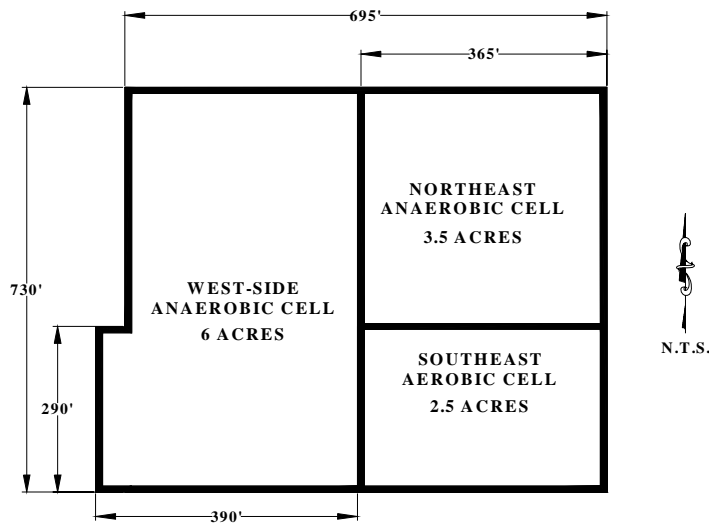 695'
365'
NORTHEAST
ANAEROBIC CELL
3.5 ACRES
730'
WEST-SIDE
ANAEROBIC CELL
6 ACRES
N.T.S.
SOUTHEAST
AEROBIC CELL
2.5 ACRES
290'
390'